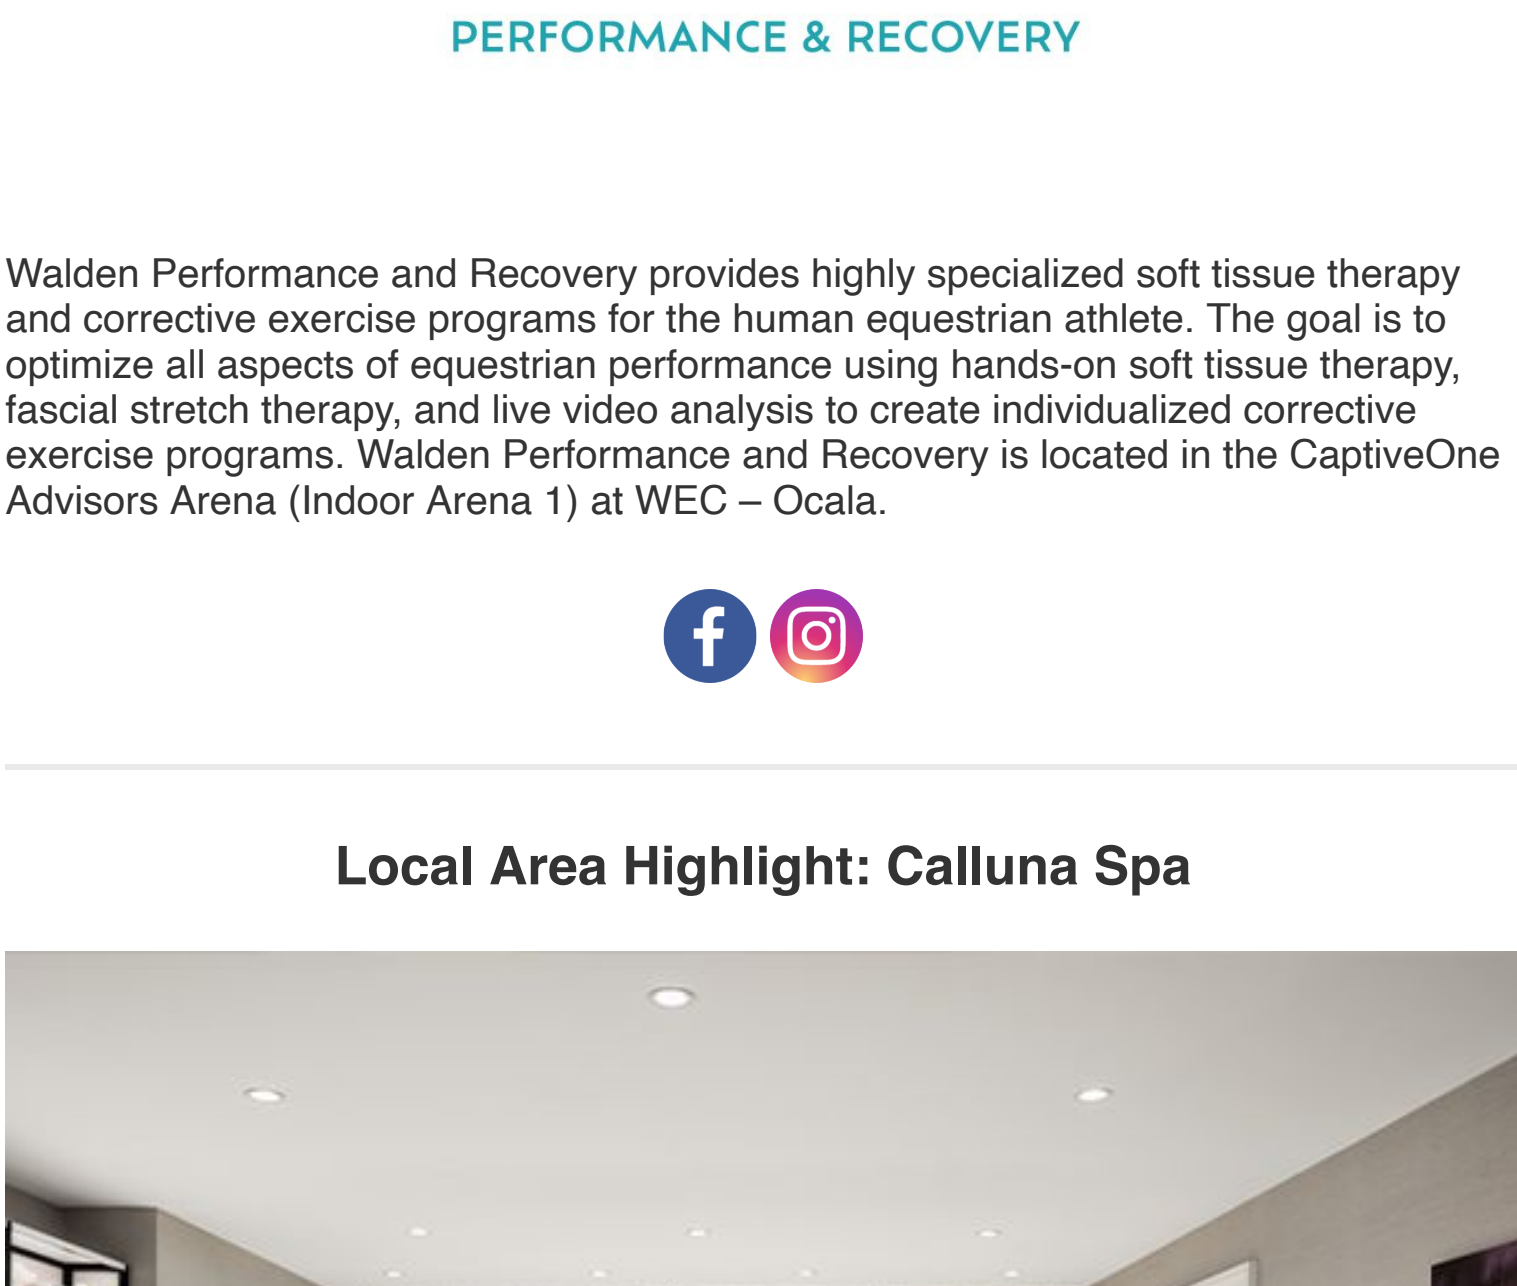 PERFORMANCE & RECOVERY
Walden Performance and Recovery provides highly specialized soft tissue therapy
and corrective exercise programs for the human equestrian athlete. The goal is to
optimize all aspects of equestrian performance using hands-on soft tissue therapy,
fascial stretch therapy, and live video analysis to create individualized corrective
exercise programs. Walden Performance and Recovery is located in the CaptiveOne
Advisors Arena (Indoor Arena 1) at WEC – Ocala.
Local Area Highlight: Calluna Spa